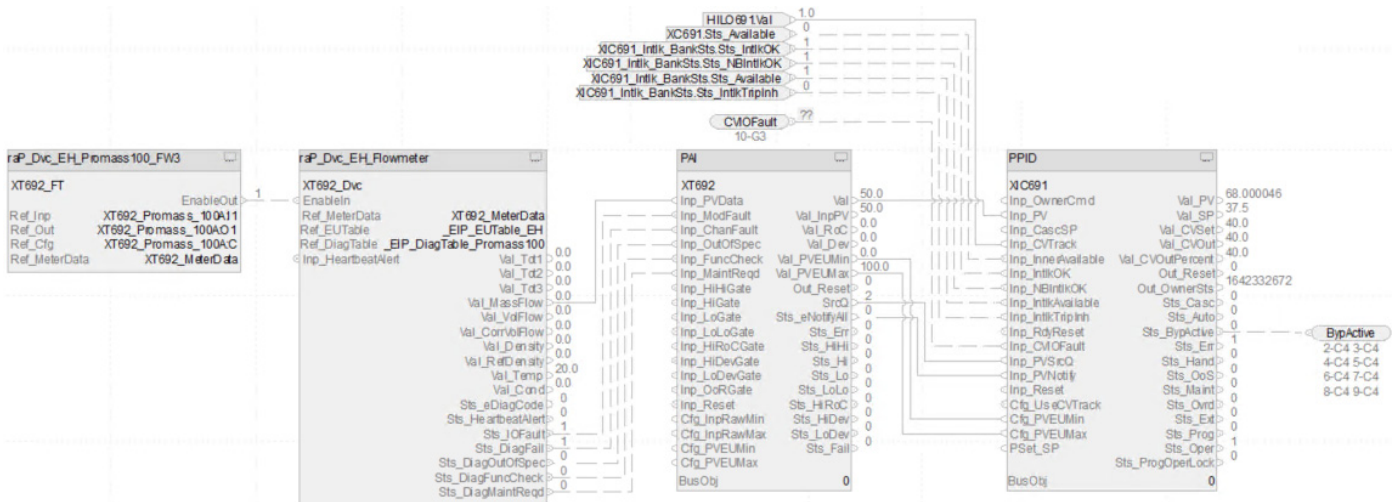 HILO691.Val 1.0
XC691.Sts_Available 0
XIC691_Intlk_BankSts.Sts_IntlkOK 1
XIC691_Intlk_BankSts.Sts_NBIntlkOK 1
XIC691_Intlk_BankSts.Sts_Available 1
XIC691_Intlk_BankSts.Sts_IntlkTripInh 0
CVIOFault ??
10-G3
raP_Dvc_EH_Promass100_FW3
XT692_FT
EnableOut 1
Ref_Inp XT692_Promass_100A:I1
Ref_Out XT692_Promass_100A:O1
Ref_Cfg XT692_Promass_100A:C
Ref_MeterData XT692_MeterData
raP_Dvc_EH_Flowmeter
XT692_Dvc
EnableIn
Ref_MeterData XT692_MeterData
Ref_EUTable _EIP_EUTable_EH
Ref_DiagTable _EIP_DiagTable_Promass100
Inp_HeartbeatAlert
Val_Tot1 0.0
Val_Tot2 0.0
Val_Tot3 0.0
Val_MassFlow 0.0
Val_VolFlow 0.0
Val_CorrVolFlow 0.0
Val_Density 0.0
Val_RefDensity 0.0
Val_Temp 20.0
Val_Cond 0.0
Sts_eDiagCode 0
Sts_HeartbeatAlert 0
Sts_IOFault 1
Sts_DiagFail 1
Sts_DiagOutOfSpec 0
Sts_DiagFuncCheck 0
Sts_DiagMaintReqd 0
PAI
XT692
Inp_PVData Val 50.0
Inp_ModFault Val_InpPV 50.0
Inp_ChanFault Val_RoC 0.0
Inp_OutOfSpec Val_Dev 0.0
Inp_FuncCheck Val_PVEUMin 0.0
Inp_MaintReqd Val_PVEUMax 100.0
Inp_HiHiGate Out_Reset 0
Inp_HiGate SrcQ 2
Inp_LoGate Sts_eNotifyAll 0
Inp_LoLoGate Sts_Err 0
Inp_HiRoCGate Sts_HiHi 0
Inp_HiDevGate Sts_Hi 0
Inp_LoDevGate Sts_Lo 0
Inp_OoRGate Sts_LoLo 0
Inp_Reset Sts_HiRoC 0
Cfg_InpRawMin Sts_HiDev 0
Cfg_InpRawMax Sts_LoDev 0
Cfg_PVEUMin Sts_Fail 0
Cfg_PVEUMax
BusObj 0
PPID
XIC691
Inp_OwnerCmd Val_PV 68.000046
Inp_PV Val_SP 37.5
Inp_CascSP Val_CVSet 40.0
Inp_CVTrack Val_CVOut 40.0
Inp_InnerAvailable Val_CVOutPercent 40.0
Inp_IntlkOK Out_Reset 0
Inp_NBIntlkOK Out_OwnerSts 1642332672
Inp_IntlkAvailable Sts_Casc 0
Inp_IntlkTripInh Sts_Auto 0
Inp_RdyReset Sts_BypActive 0
Inp_CVIOFault Sts_Err 1
Inp_PVSrcQ Sts_Hand 0
Inp_PVNotify Sts_OoS 0
Inp_Reset Sts_Maint 0
Cfg_UseCVTrack Sts_Ovrd 0
Cfg_PVEUMin Sts_Ext 0
Cfg_PVEUMax Sts_Prog 0
PSet_SP Sts_Oper 1
Sts_ProgOperLock 0
BusObj 0
BypActive
2-C4 3-C4
4-C4 5-C4
6-C4 7-C4
8-C4 9-C4